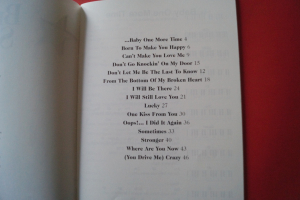 ...Baby One More Time 4
Born To Make You Happy 6
Can't Make You Love Me 9
Don't Go Knockin' On My Door 15
Don't Let Me Be The Last To Know 12
From The Bottom Of My Broken Heart 18
I Will Be There 24
I Will Still Love You 21
Lucky 27
One Kiss From You 30
Oops!... I Did It Again 36
Sometimes 33
Stronger 40
Where Are You Now 43
(You Drive Me) Crazy 46